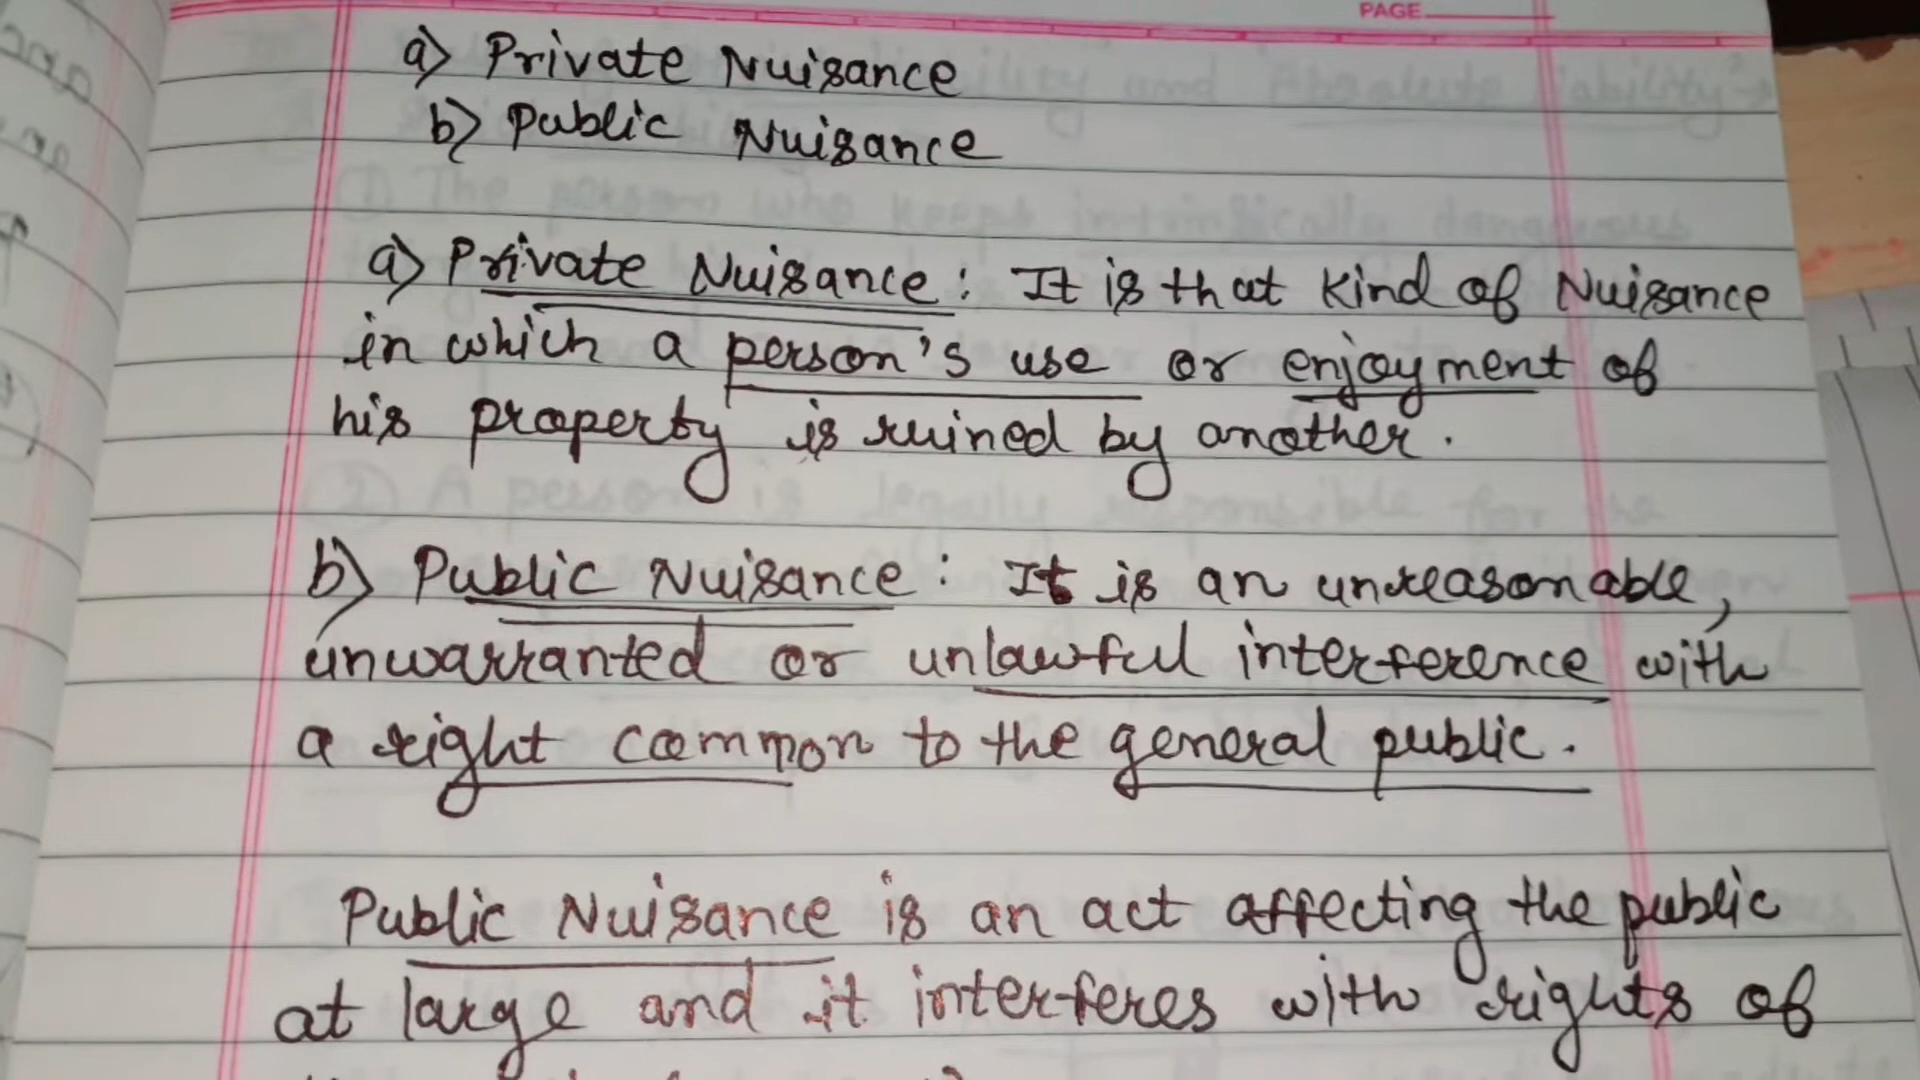 PAGE
a) Private Nuisance
b) Public Nuisance
a) Private Nuisance: It is that kind of Nuisance
in which a person's use or enjoyment of
his property is ruined by another.
b) Public Nuisance: It is an unreasonable,
unwarranted or unlawful interference with
a right common to the general public.
Public Nuisance is an act affecting the public
at large and it interferes with rights of